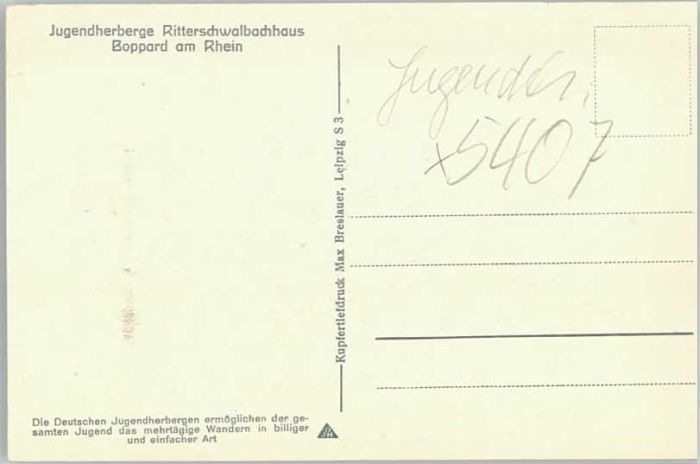 Jugendherberge Ritterschwalbachhaus
Boppard am Rhein
Kupfertiefdruck Max Breslauer, Leipzig S 3
x5407
Die Deutschen Jugendherbergen ermöglichen der ge-
samten Jugend das mehrtägige Wandern in billiger
und einfacher Art